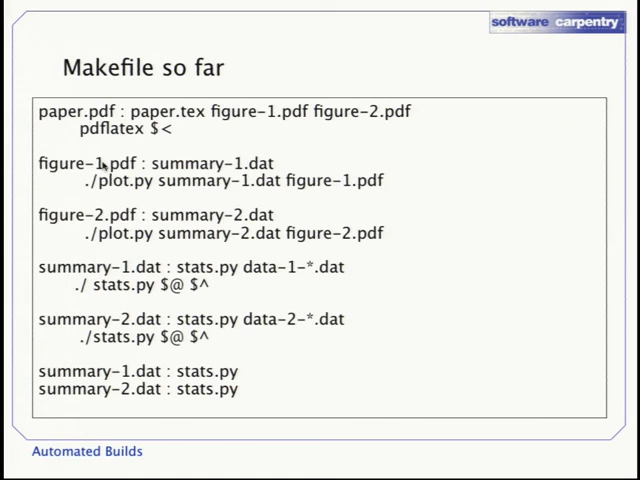 software carpentry
Makefile so far
paper.pdf : paper.tex figure-1.pdf figure-2.pdf
pdflatex $<
figure-1.pdf : summary-1.dat
./plot.py summary-1.dat figure-1.pdf
figure-2.pdf : summary-2.dat
./plot.py summary-2.dat figure-2.pdf
summary-1.dat : stats.py data-1-*.dat
./ stats.py $@ $^
summary-2.dat : stats.py data-2-*.dat
./stats.py $@ $^
summary-1.dat : stats.py
summary-2.dat : stats.py
Automated Builds